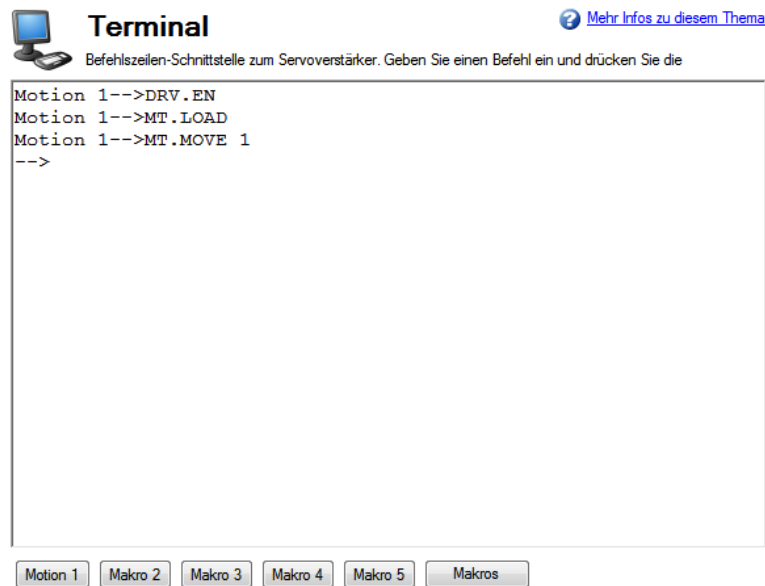 Terminal
Mehr Infos zu diesem Thema
Befehlszeilen-Schnittstelle zum Servoverstärker. Geben Sie einen Befehl ein und drücken Sie die
Motion 1-->DRV.EN
Motion 1-->MT.LOAD
Motion 1-->MT.MOVE 1
-->
Motion 1 Makro 2 Makro 3 Makro 4 Makro 5 Makros